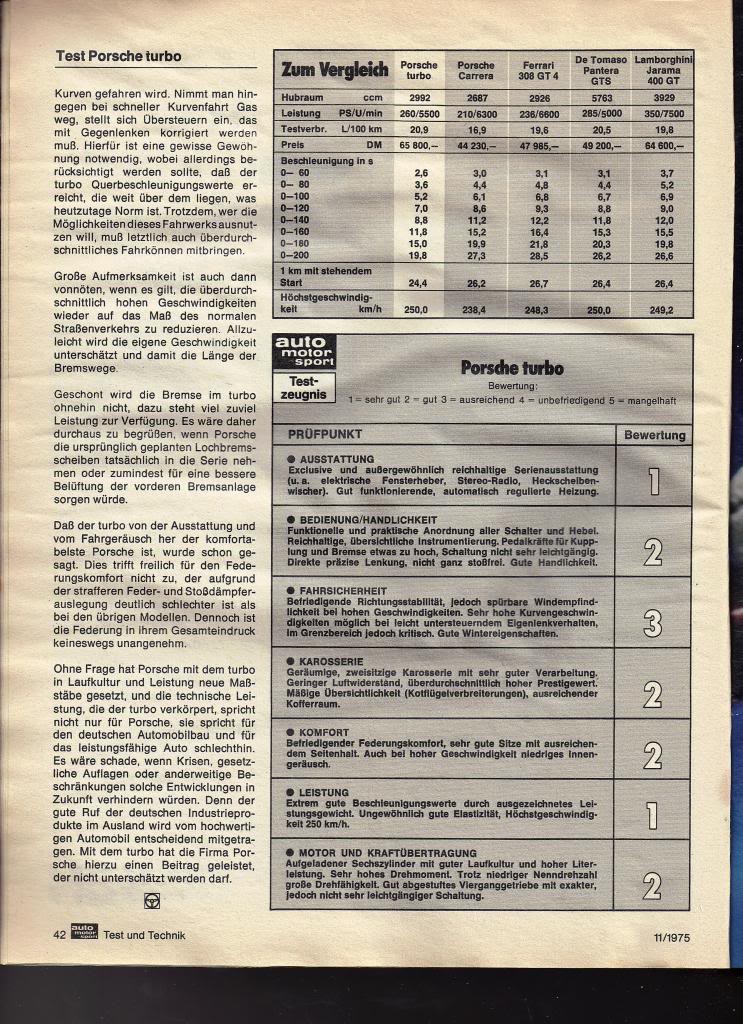 Test Porsche turbo
Kurven gefahren wird. Nimmt man hin-
gegen bei schneller Kurvenfahrt Gas
weg, stellt sich Übersteuern ein, das
mit Gegenlenken korrigiert werden
muß. Hierfür ist eine gewisse Gewöh-
nung notwendig, wobei allerdings be-
rücksichtigt werden sollte, daß der
turbo Querbeschleunigungswerte er-
reicht, die weit über dem liegen, was
heutzutage Norm ist. Trotzdem, wer die
Möglichkeiten dieses Fahrwerks ausnut-
zen will, muß letztlich auch überdurch-
schnittliches Fahrkönnen mitbringen.
Große Aufmerksamkeit ist auch dann
vonnöten, wenn es gilt, die überdurch-
schnittlich hohen Geschwindigkeiten
wieder auf das Maß des normalen
Straßenverkehrs zu reduzieren. Allzu-
leicht wird die eigene Geschwindigkeit
unterschätzt und damit die Länge der
Bremswege.
Geschont wird die Bremse im turbo
ohnehin nicht, dazu steht viel zuviel
Leistung zur Verfügung. Es wäre daher
durchaus zu begrüßen, wenn Porsche
die ursprünglich geplanten Lochbrems-
scheiben tatsächlich in die Serie neh-
men oder zumindest für eine bessere
Belüftung der vorderen Bremsanlage
sorgen würde.
Daß der turbo von der Ausstattung und
vom Fahrgeräusch her der komforta-
belste Porsche ist, wurde schon ge-
sagt. Dies trifft freilich für den Fede-
rungskomfort nicht zu, der aufgrund
der strafferen Feder- und Stoßdämpfer-
auslegung deutlich schlechter ist als
bei den übrigen Modellen. Dennoch ist
die Federung in ihrem Gesamteindruck
keineswegs unangenehm.
Ohne Frage hat Porsche mit dem turbo
in Laufkultur und Leistung neue Maß-
stäbe gesetzt, und die technische Lei-
stung, die der turbo verkörpert, spricht
nicht nur für Porsche, sie spricht für
den deutschen Automobilbau und für
das leistungsfähige Auto schlechthin.
Es wäre schade, wenn Krisen, gesetz-
liche Auflagen oder anderweitige Be-
schränkungen solche Entwicklungen in
Zukunft verhindern würden. Denn der
gute Ruf der deutschen Industriepro-
dukte im Ausland wird vom hochwerti-
gen Automobil entscheidend mitgetra-
gen. Mit dem turbo hat die Firma Por-
sche hierzu einen Beitrag geleistet,
der nicht unterschätzt werden darf.
Zum Vergleich Porsche turbo Porsche Carrera Ferrari 308 GT 4 De Tomaso Pantera GTS Lamborghini Jarama 400 GT
Hubraum ccm 2992 2687 2926 5763 3929
Leistung PS/U/min 260/5500 210/6300 236/6600 285/5000 350/7500
Testverbr. L/100 km 20,9 16,9 19,6 20,5 19,8
Preis DM 65 800,— 44 230,— 47 985,— 49 200,— 64 600,—
Beschleunigung in s
0— 60 2,6 3,0 3,1 3,1 3,7
0— 80 3,6 4,4 4,8 4,4 5,2
0—100 5,2 6,1 6,8 6,7 6,9
0—120 7,0 8,6 9,3 8,8 9,0
0—140 8,8 11,2 12,2 11,8 12,0
0—160 11,8 15,2 16,4 15,3 15,5
0—180 15,0 19,9 21,8 20,3 19,8
0—200 19,8 27,3 28,5 26,2 26,6
1 km mit stehendem
Start 24,4 26,2 26,7 26,4 26,4
Höchstgeschwindig-
keit km/h 250,0 238,4 248,3 250,0 249,2
auto
motor
sport
Test-
zeugnis
Porsche turbo
Bewertung:
1 = sehr gut 2 = gut 3 = ausreichend 4 = unbefriedigend 5 = mangelhaft
PRÜFPUNKT Bewertung
● AUSSTATTUNG
Exclusive und außergewöhnlich reichhaltige Serienausstattung
(u. a. elektrische Fensterheber, Stereo-Radio, Heckscheiben-
wischer). Gut funktionierende, automatisch regulierte Heizung.
1
● BEDIENUNG/HANDLICHKEIT
Funktionelle und praktische Anordnung aller Schalter und Hebel.
Reichhaltige, übersichtliche Instrumentierung. Pedalkräfte für Kupp-
lung und Bremse etwas zu hoch, Schaltung nicht sehr leichtgängig.
Direkte präzise Lenkung, nicht ganz stoßfrei. Gute Handlichkeit.
2
● FAHRSICHERHEIT
Befriedigende Richtungsstabilität, jedoch spürbare Windempfind-
lichkeit bei hohen Geschwindigkeiten. Sehr hohe Kurvengeschwin-
digkeiten möglich bei leicht untersteuerndem Eigenlenkverhalten,
im Grenzbereich jedoch kritisch. Gute Wintereigenschaften.
3
● KAROSSERIE
Geräumige, zweisitzige Karosserie mit sehr guter Verarbeitung.
Geringer Luftwiderstand, überdurchschnittlich hoher Prestigewert.
Mäßige Übersichtlichkeit (Kotflügelverbreiterungen), ausreichender
Kofferraum.
2
● KOMFORT
Befriedigender Federungskomfort, sehr gute Sitze mit ausreichen-
dem Seitenhalt. Auch bei hoher Geschwindigkeit niedriges Innen-
geräusch.
2
● LEISTUNG
Extrem gute Beschleunigungswerte durch ausgezeichnetes Lei-
stungsgewicht. Ungewöhnlich gute Elastizität, Höchstgeschwindig-
keit 250 km/h.
1
● MOTOR UND KRAFTÜBERTRAGUNG
Aufgeladener Sechszylinder mit guter Laufkultur und hoher Liter-
leistung. Sehr hohes Drehmoment. Trotz niedriger Nenndrehzahl
große Drehfähigkeit. Gut abgestuftes Vierganggetriebe mit exakter,
jedoch nicht sehr leichtgängiger Schaltung.
2
42 auto motor sport Test und Technik 11/1975